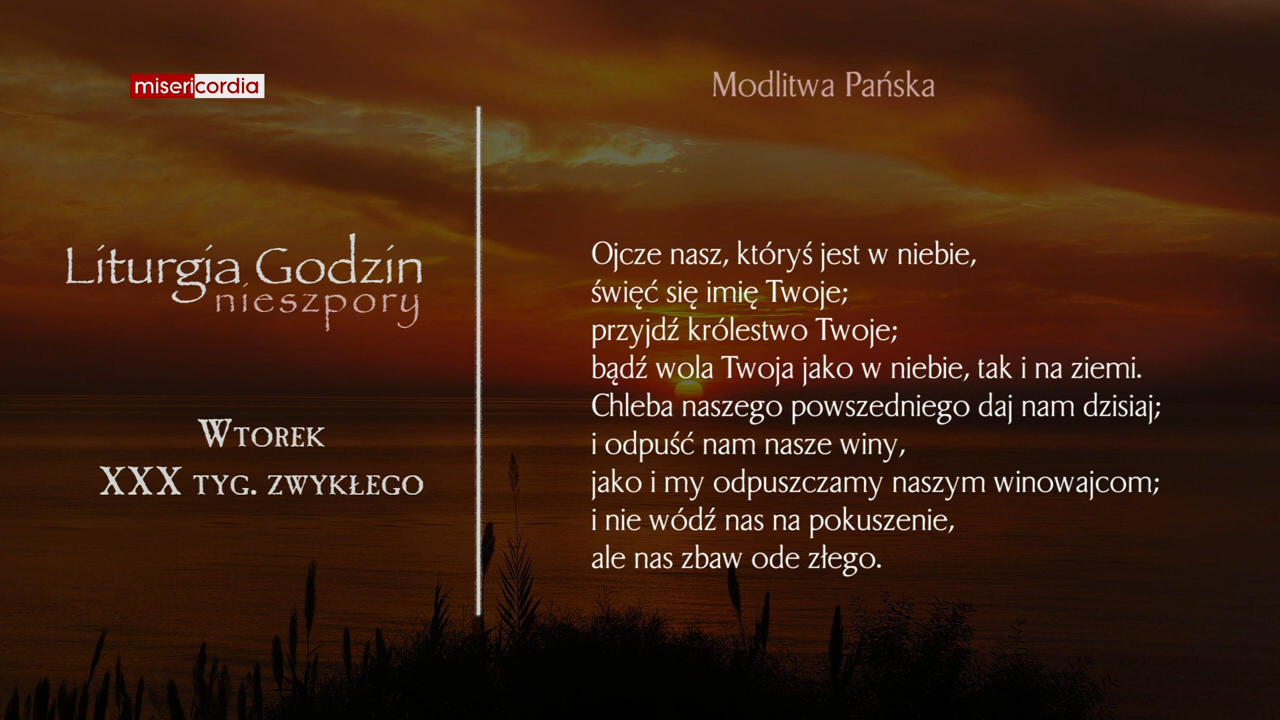 misericordia
Liturgia Godzin
nieszpory
Wtorek
XXX tyg. zwykłego
Modlitwa Pańska
Ojcze nasz, któryś jest w niebie,
święć się imię Twoje;
przyjdź królestwo Twoje;
bądź wola Twoja jako w niebie, tak i na ziemi.
Chleba naszego powszedniego daj nam dzisiaj;
i odpuść nam nasze winy,
jako i my odpuszczamy naszym winowajcom;
i nie wódź nas na pokuszenie,
ale nas zbaw ode złego.